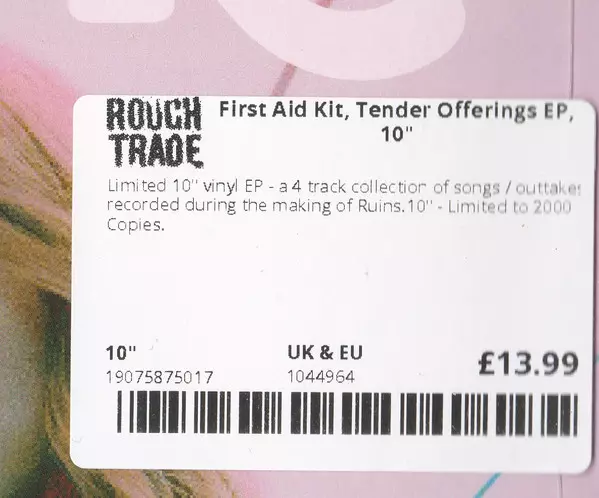 ROUGH
TRADE
First Aid Kit, Tender Offerings EP,
10"
Limited 10" vinyl EP - a 4 track collection of songs / outtakes
recorded during the making of Ruins.10" - Limited to 2000
Copies.
10" UK & EU £13.99
19075875017 1044964